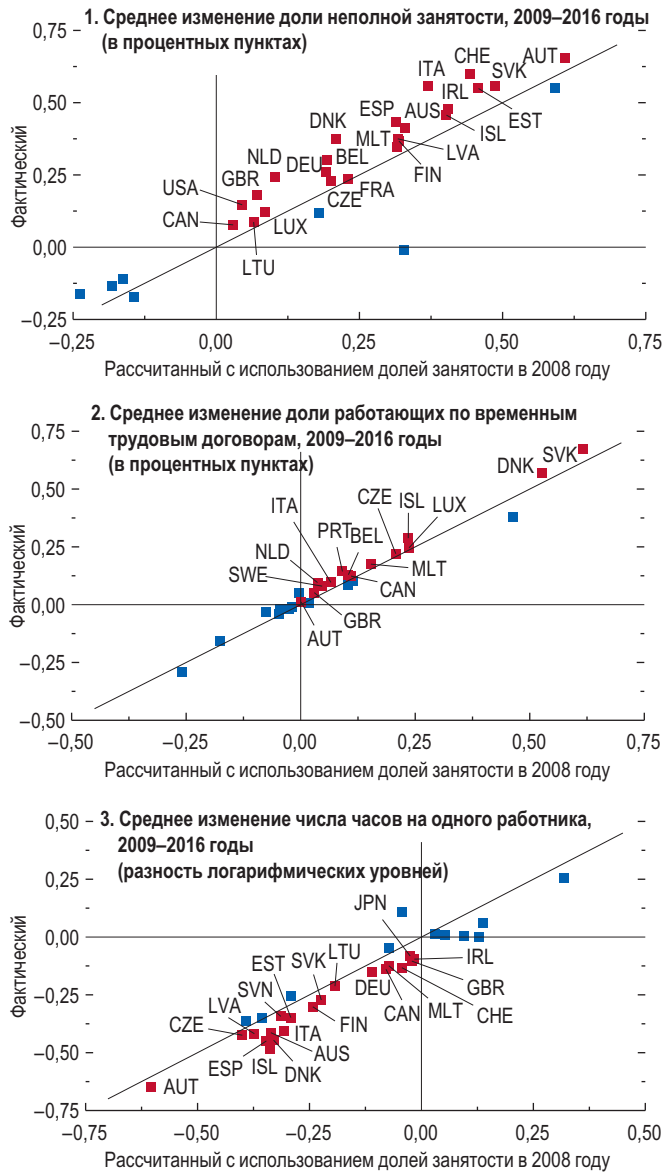 1. Среднее изменение доли неполной занятости, 2009–2016 годы
(в процентных пунктах)
0,75
0,50
0,25
0,00
–0,25
Фактический
AUT
CHE
SVK
ITA
IRL
EST
ESP
AUS
ISL
DNK
MLT
LVA
FIN
NLD
DEU
BEL
GBR
USA
CZE
FRA
CAN
LUX
LTU
–0,25
0,00
0,25
0,50
0,75
Рассчитанный с использованием долей занятости в 2008 году
2. Среднее изменение доли работающих по временным
трудовым договорам, 2009–2016 годы
(в процентных пунктах)
0,75
0,50
0,25
0,00
–0,25
–0,50
Фактический
SVK
DNK
CZE
ISL
LUX
ITA
PRT
BEL
NLD
MLT
SWE
CAN
GBR
AUT
–0,50
–0,25
0,00
0,25
0,50
0,75
Рассчитанный с использованием долей занятости в 2008 году
3. Среднее изменение числа часов на одного работника,
2009–2016 годы
(разность логарифмических уровней)
0,50
0,25
0,00
–0,25
–0,50
–0,75
Фактический
JPN
IRL
LTU
EST
SVK
GBR
DEU
SVN
MLT
CHE
CAN
LVA
FIN
CZE
ITA
AUS
ESP
ISL
DNK
AUT
–0,75
–0,50
–0,25
0,00
0,25
0,50
Рассчитанный с использованием долей занятости в 2008 году